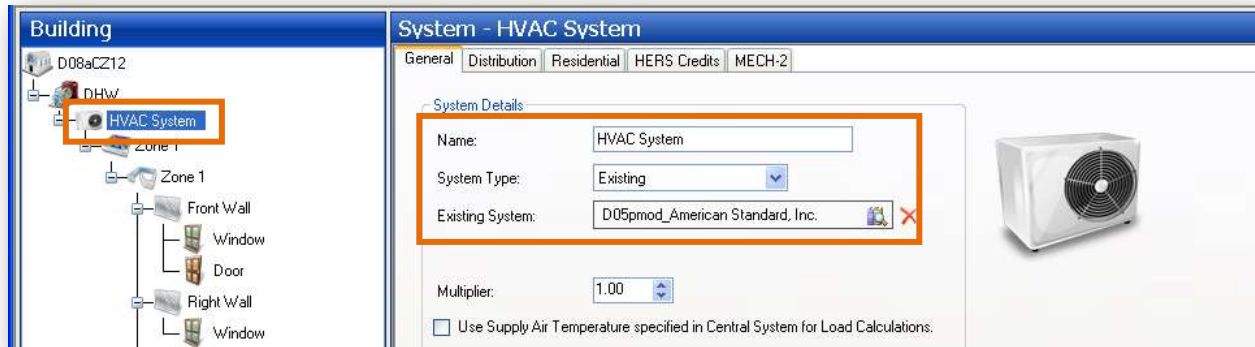 Building
D08aCZ12
DHW
HVAC System
Zone 1
Zone 1
Front Wall
Window
Door
Right Wall
Window
System - HVAC System
General Distribution Residential HERS Credits MECH-2
System Details
Name: HVAC System
System Type: Existing
Existing System: D05pmod_American Standard, Inc.
Multiplier: 1.00
Use Supply Air Temperature specified in Central System for Load Calculations.